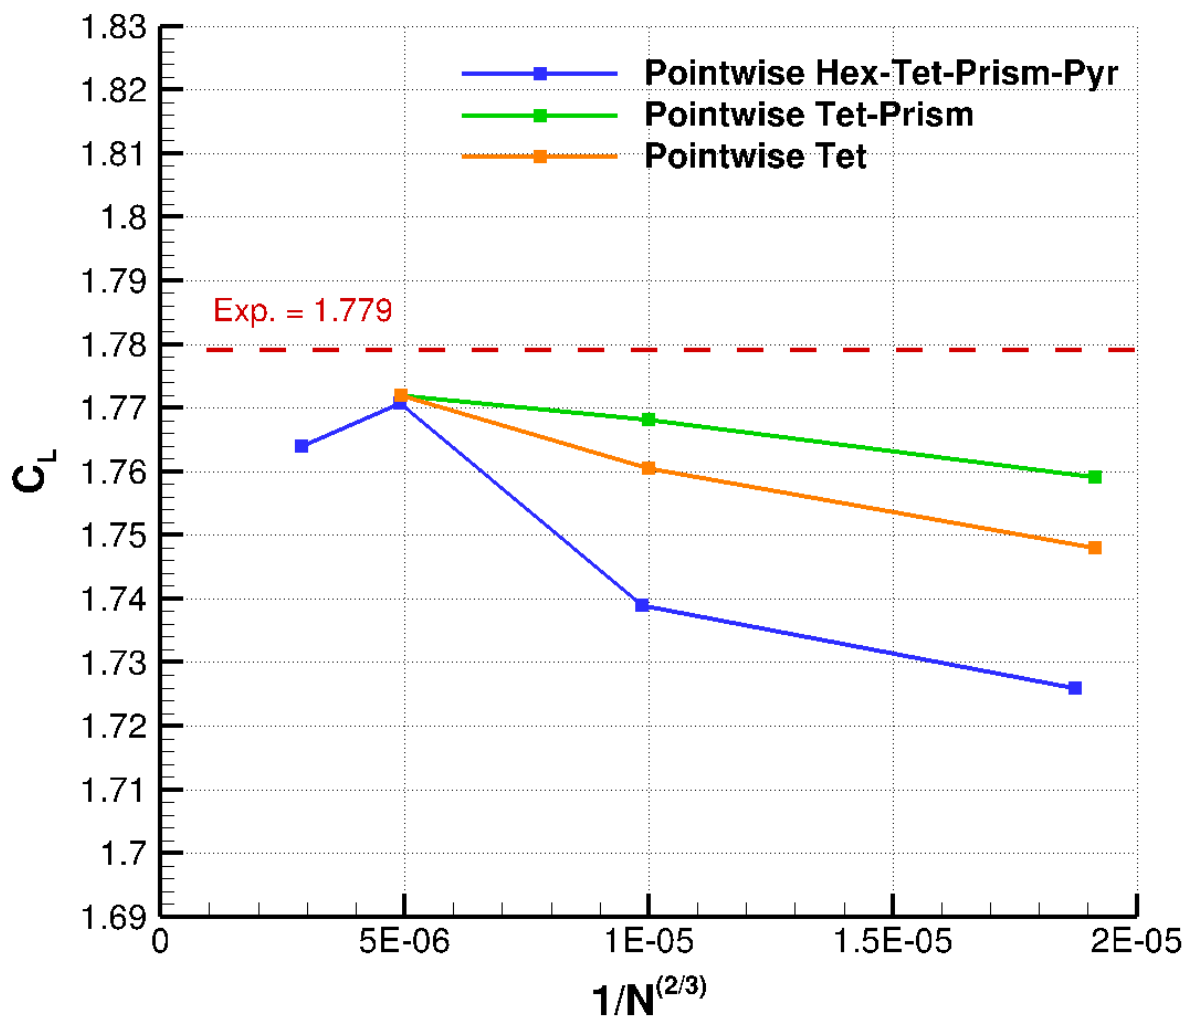 1.83
1.82
1.81
1.8
1.79
1.78
1.77
1.76
1.75
1.74
1.73
1.72
1.71
1.7
1.69
C_L
Pointwise Hex-Tet-Prism-Pyr
Pointwise Tet-Prism
Pointwise Tet
Exp. = 1.779
0 5E-06 1E-05 1.5E-05 2E-05
1/N^(2/3)